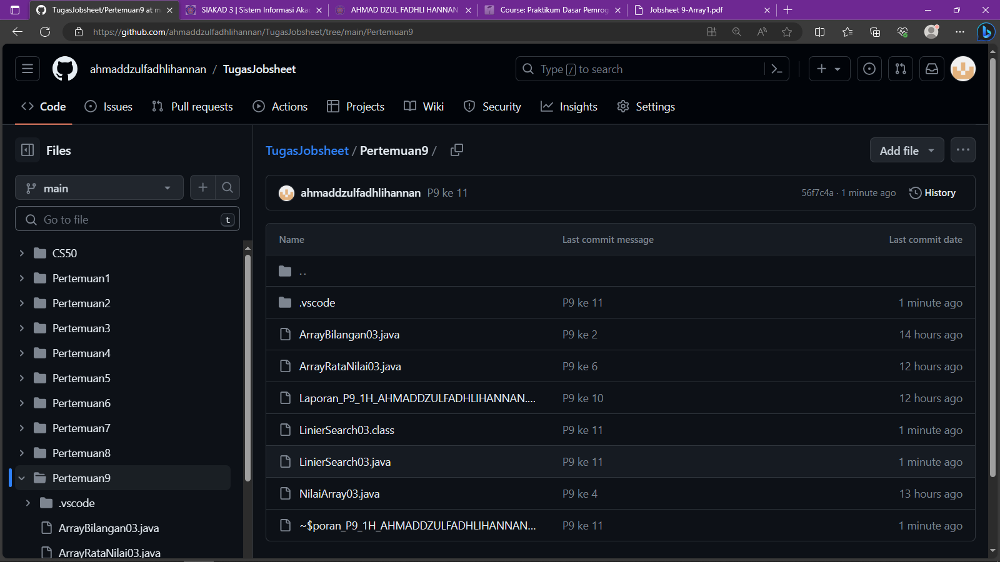 TugasJobsheet/Pertemuan9 at m
SIAKAD 3 | Sistem Informasi Aka
AHMAD DZUL FADHLI HANNAN
Course: Praktikum Dasar Pemrog
Jobsheet 9-Array1.pdf
https://github.com/ahmaddzulfadhlihannan/TugasJobsheet/tree/main/Pertemuan9
ahmaddzulfadhlihannan / TugasJobsheet
Type / to search
Code
Issues
Pull requests
Actions
Projects
Wiki
Security
Insights
Settings
Files
TugasJobsheet / Pertemuan9 /
Add file
main
ahmaddzulfadhlihannan P9 ke 11
56f7c4a · 1 minute ago
History
Go to file
t
Name Last commit message Last commit date
..
.vscode P9 ke 11 1 minute ago
ArrayBilangan03.java P9 ke 2 14 hours ago
ArrayRataNilai03.java P9 ke 6 12 hours ago
Laporan_P9_1H_AHMADDZULFADHLIHANNAN.... P9 ke 10 12 hours ago
LinierSearch03.class P9 ke 11 1 minute ago
LinierSearch03.java P9 ke 11 1 minute ago
NilaiArray03.java P9 ke 4 13 hours ago
~$poran_P9_1H_AHMADDZULFADHLIHANNAN... P9 ke 11 1 minute ago
CS50
Pertemuan1
Pertemuan2
Pertemuan3
Pertemuan4
Pertemuan5
Pertemuan6
Pertemuan7
Pertemuan8
Pertemuan9
.vscode
ArrayBilangan03.java
ArrayRataNilai03.java